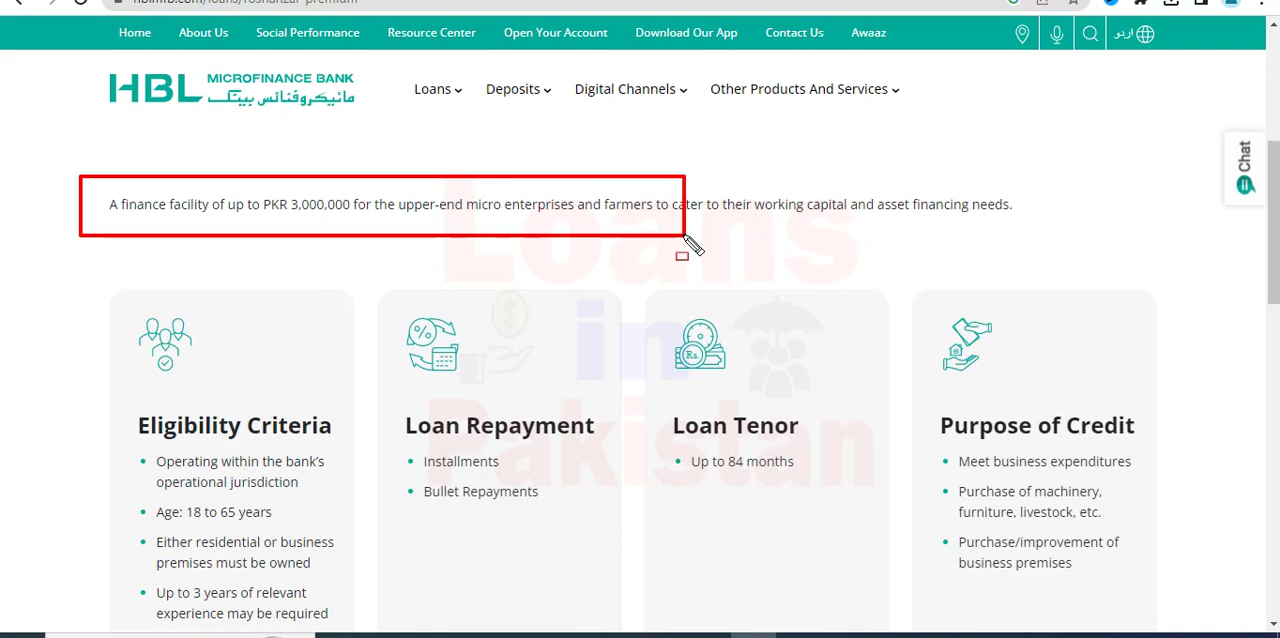 hblmfb.com/loans/roshanzar-premium
Home About Us Social Performance Resource Center Open Your Account Download Our App Contact Us Awaaz اردو
HBL MICROFINANCE BANK
مائیکروفنانس بینک
Loans Deposits Digital Channels Other Products And Services
Chat
A finance facility of up to PKR 3,000,000 for the upper-end micro enterprises and farmers to cater to their working capital and asset financing needs.
Loans
in
Pakistan
Rs.
Eligibility Criteria
• Operating within the bank's
operational jurisdiction
• Age: 18 to 65 years
• Either residential or business
premises must be owned
• Up to 3 years of relevant
experience may be required
Loan Repayment
• Installments
• Bullet Repayments
Loan Tenor
• Up to 84 months
Purpose of Credit
• Meet business expenditures
• Purchase of machinery,
furniture, livestock, etc.
• Purchase/improvement of
business premises